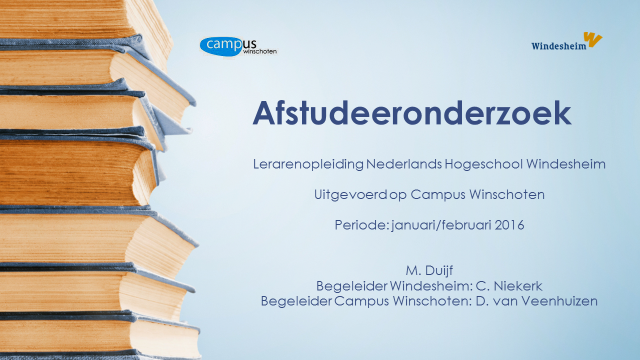 campus
winschoten
Windesheim
Afstudeeronderzoek
Lerarenopleiding Nederlands Hogeschool Windesheim
Uitgevoerd op Campus Winschoten
Periode: januari/februari 2016
M. Duijf
Begeleider Windesheim: C. Niekerk
Begeleider Campus Winschoten: D. van Veenhuizen